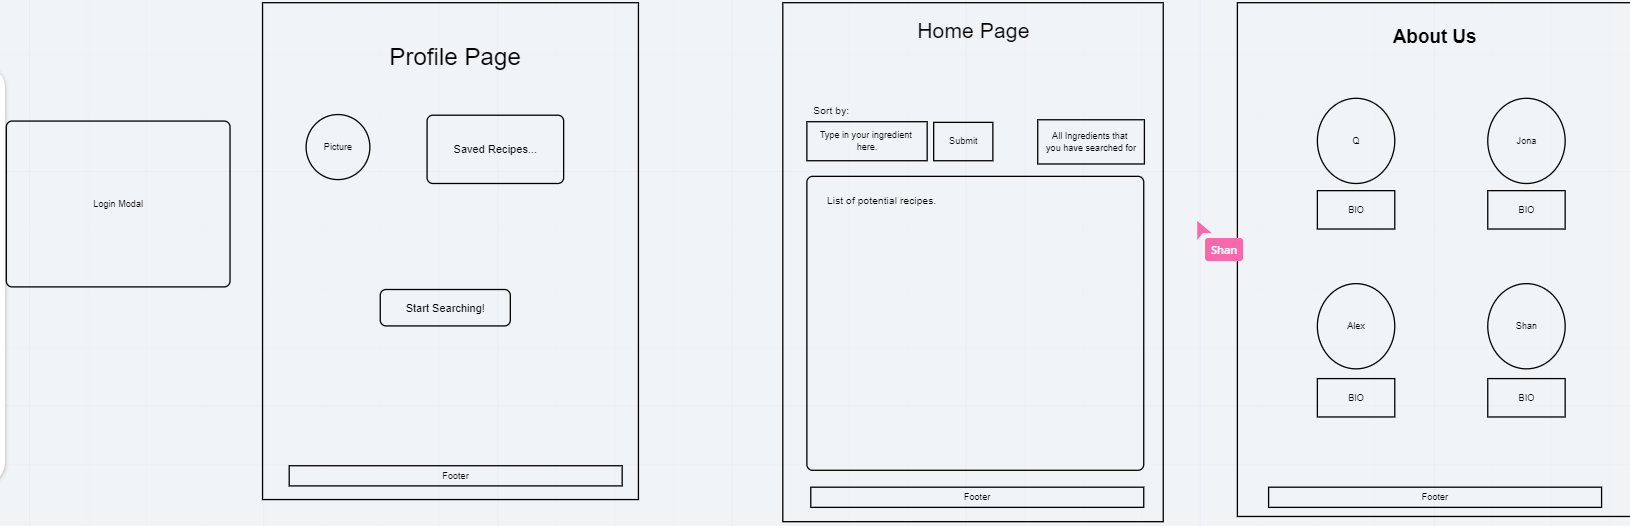 Login Modal
Profile Page
Picture
Saved Recipes...
Start Searching!
Footer
Home Page
Sort by:
Type in your ingredient
here.
Submit
All Ingredients that
you have searched for
List of potential recipes.
Footer
Shan
About Us
Q
Jona
BIO
BIO
Alex
Shan
BIO
BIO
Footer